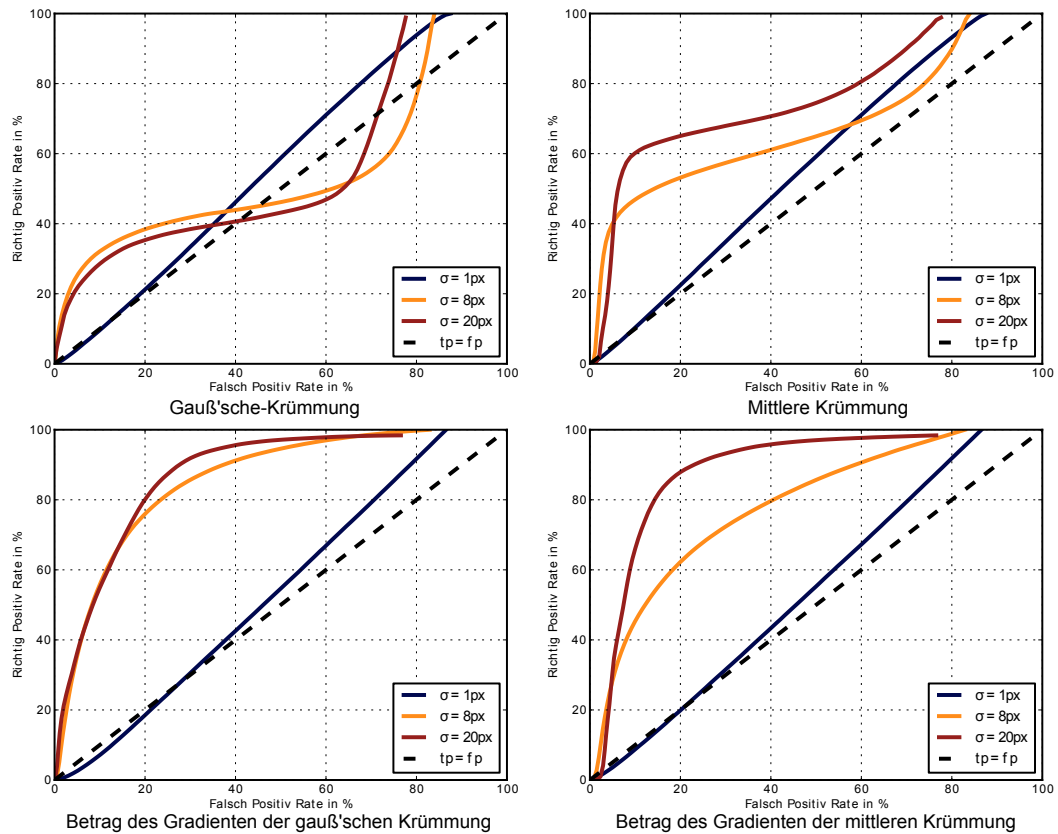 100
80
60
40
20
0
0 20 40 60 80 100
Richtig Positiv Rate in %
Falsch Positiv Rate in %
σ = 1px
σ = 8px
σ = 20px
tp = fp
Gauß'sche-Krümmung
100
80
60
40
20
0
0 20 40 60 80 100
Richtig Positiv Rate in %
Falsch Positiv Rate in %
σ = 1px
σ = 8px
σ = 20px
tp = fp
Mittlere Krümmung
100
80
60
40
20
0
0 20 40 60 80 100
Richtig Positiv Rate in %
Falsch Positiv Rate in %
σ = 1px
σ = 8px
σ = 20px
tp = fp
Betrag des Gradienten der gauß'schen Krümmung
100
80
60
40
20
0
0 20 40 60 80 100
Richtig Positiv Rate in %
Falsch Positiv Rate in %
σ = 1px
σ = 8px
σ = 20px
tp = fp
Betrag des Gradienten der mittleren Krümmung